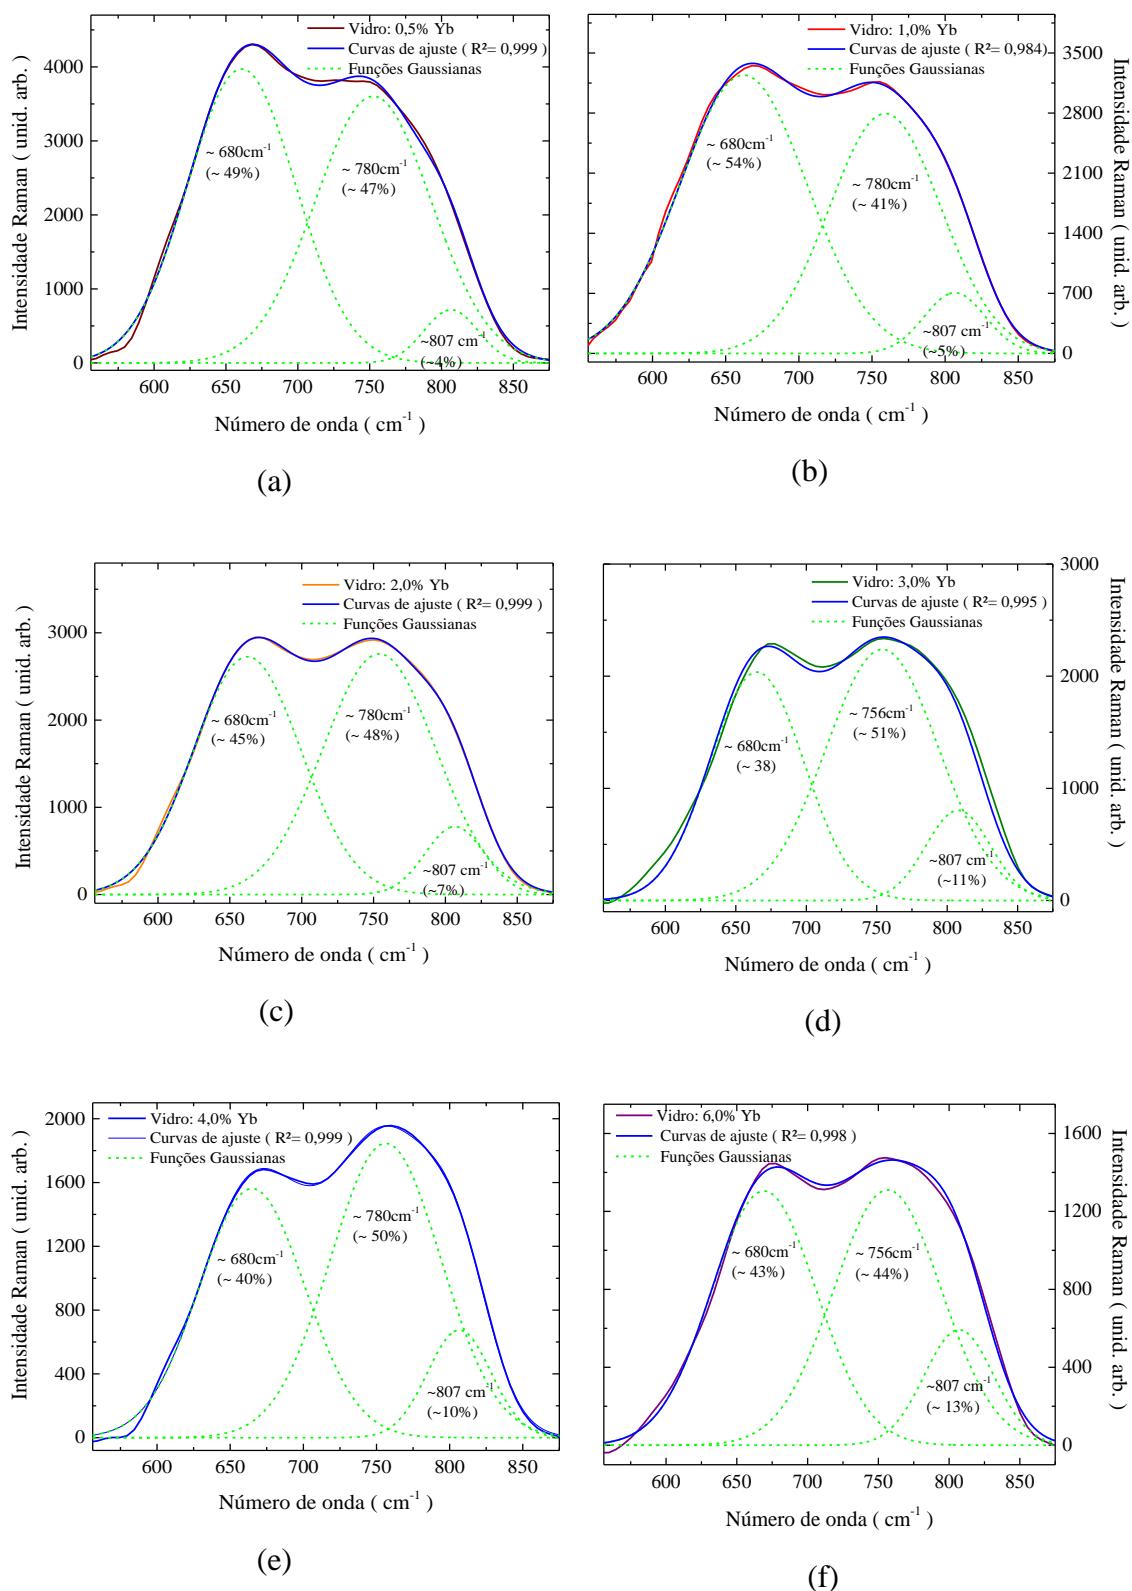 Vidro: 0,5% Yb
Curvas de ajuste ( R²= 0,999 )
Funções Gaussianas
4000
3000
2000
1000
0
Intensidade Raman ( unid. arb. )
~ 680cm-1
(~ 49%)
~ 780cm-1
(~ 47%)
~807 cm-1
(~4%)
600 650 700 750 800 850
Número de onda ( cm-1 )
(a)
Vidro: 1,0% Yb
Curvas de ajuste ( R²= 0,984)
Funções Gaussianas
3500
2800
2100
1400
700
0
Intensidade Raman ( unid. arb. )
~ 680cm-1
(~ 54%)
~ 780cm-1
(~ 41%)
~807 cm-1
(~5%)
600 650 700 750 800 850
Número de onda ( cm-1 )
(b)
Vidro: 2,0% Yb
Curvas de ajuste ( R²= 0,999 )
Funções Gaussianas
3000
2000
1000
0
Intensidade Raman ( unid. arb. )
~ 680cm-1
(~ 45%)
~ 780cm-1
(~ 48%)
~807 cm-1
(~7%)
600 650 700 750 800 850
Número de onda ( cm-1 )
(c)
Vidro: 3,0% Yb
Curvas de ajuste ( R²= 0,995 )
Funções Gaussianas
3000
2000
1000
0
Intensidade Raman ( unid. arb. )
~ 680cm-1
(~ 38)
~ 756cm-1
(~ 51%)
~807 cm-1
(~11%)
600 650 700 750 800 850
Número de onda ( cm-1 )
(d)
Vidro: 4,0% Yb
Curvas de ajuste ( R²= 0,999 )
Funções Gaussianas
2000
1600
1200
800
400
0
Intensidade Raman ( unid. arb. )
~ 680cm-1
(~ 40%)
~ 780cm-1
(~ 50%)
~807 cm-1
(~10%)
600 650 700 750 800 850
Número de onda ( cm-1 )
(e)
Vidro: 6,0% Yb
Curvas de ajuste ( R²= 0,998 )
Funções Gaussianas
1600
1200
800
400
0
Intensidade Raman ( unid. arb. )
~ 680cm-1
(~ 43%)
~ 756cm-1
(~ 44%)
~807 cm-1
(~ 13%)
600 650 700 750 800 850
Número de onda ( cm-1 )
(f)